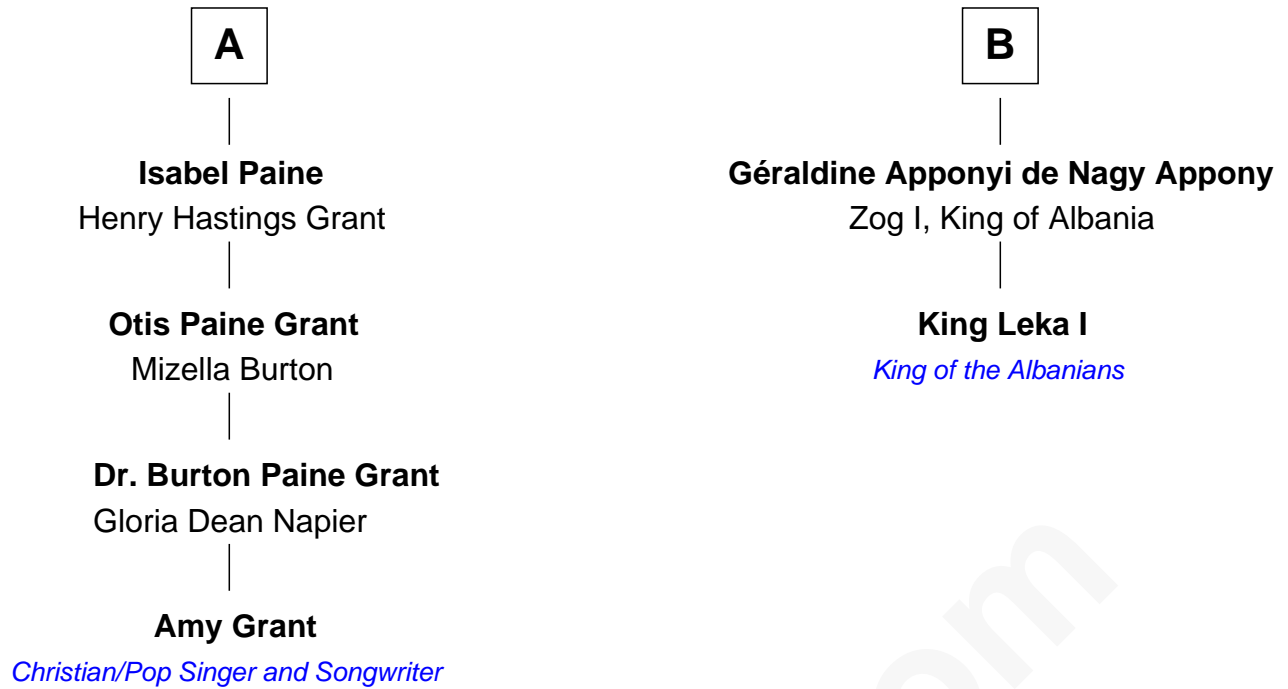 A
Isabel Paine
Henry Hastings Grant
Otis Paine Grant
Mizella Burton
Dr. Burton Paine Grant
Gloria Dean Napier
Amy Grant
Christian/Pop Singer and Songwriter
B
Géraldine Apponyi de Nagy Appony
Zog I, King of Albania
King Leka I
King of the Albanians
om